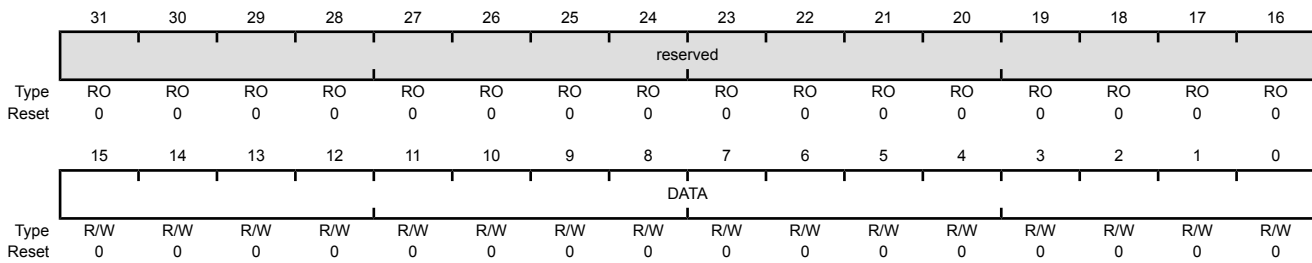 31 30 29 28 27 26 25 24 23 22 21 20 19 18 17 16
reserved
Type RO RO RO RO RO RO RO RO RO RO RO RO RO RO RO RO
Reset 0 0 0 0 0 0 0 0 0 0 0 0 0 0 0 0
15 14 13 12 11 10 9 8 7 6 5 4 3 2 1 0
DATA
Type R/W R/W R/W R/W R/W R/W R/W R/W R/W R/W R/W R/W R/W R/W R/W R/W
Reset 0 0 0 0 0 0 0 0 0 0 0 0 0 0 0 0